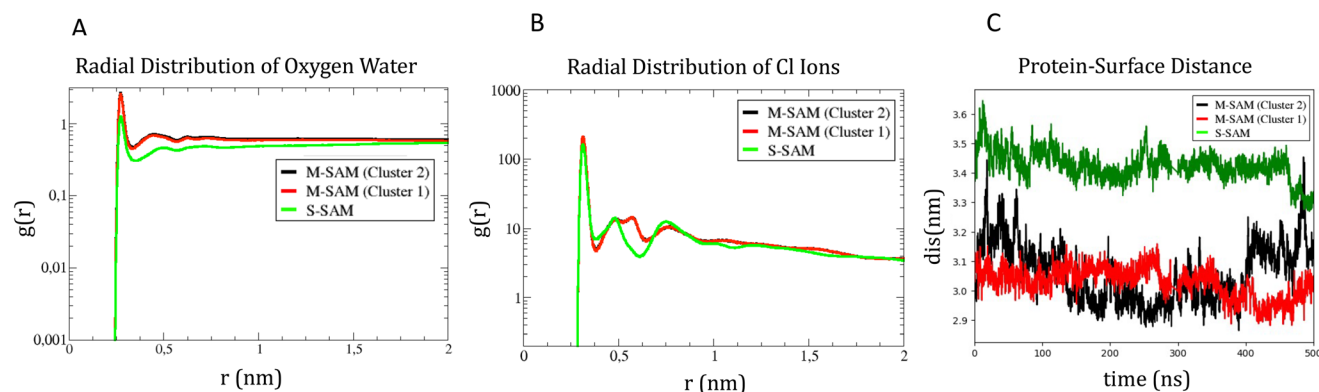 A
Radial Distribution of Oxygen Water
g(r)
1
0,1
0,01
0,001
0
0,5
1
1,5
2
r (nm)
M-SAM (Cluster 2)
M-SAM (Cluster 1)
S-SAM
B
Radial Distribution of Cl Ions
g(r)
1000
100
10
1
0
0,5
1
1,5
2
r (nm)
M-SAM (Cluster 2)
M-SAM (Cluster 1)
S-SAM
C
Protein-Surface Distance
dis(nm)
3.6
3.5
3.4
3.3
3.2
3.1
3.0
2.9
0
100
200
300
400
500
time (ns)
M-SAM (Cluster 2)
M-SAM (Cluster 1)
S-SAM